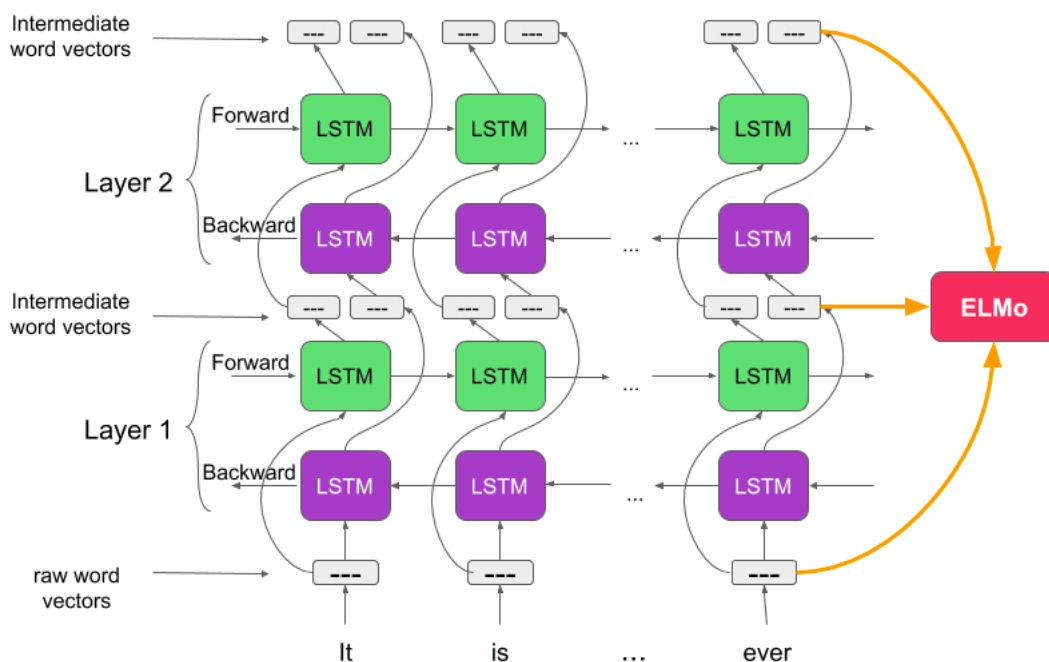 Intermediate
word vectors
--- --- --- --- --- ---
Forward
LSTM LSTM ... LSTM
Layer 2
Backward
LSTM LSTM ... LSTM
Intermediate
word vectors
--- --- --- --- --- ---
ELMo
Forward
LSTM LSTM ... LSTM
Layer 1
Backward
LSTM LSTM ... LSTM
raw word
vectors
--- --- ---
It is ... ever